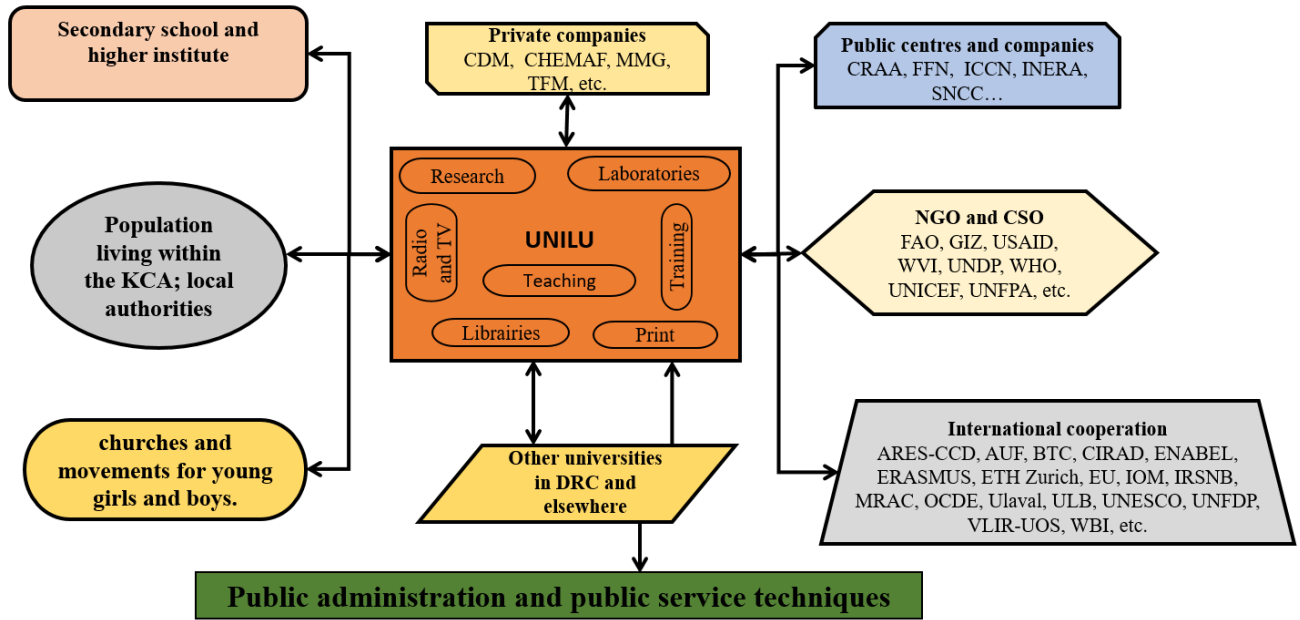 Secondary school and
higher institute
Private companies
CDM, CHEMAF, MMG,
TFM, etc.
Public centres and companies
CRAA, FFN, ICCN, INERA,
SNCC…
Population
living within
the KCA; local
authorities
Research
Laboratories
Radio
and TV
UNILU
Training
Teaching
Librairies
Print
NGO and CSO
FAO, GIZ, USAID,
WVI, UNDP, WHO,
UNICEF, UNFPA, etc.
churches and
movements for young
girls and boys.
Other universities
in DRC and
elsewhere
International cooperation
ARES-CCD, AUF, BTC, CIRAD, ENABEL,
ERASMUS, ETH Zurich, EU, IOM, IRSNB,
MRAC, OCDE, Ulaval, ULB, UNESCO, UNFDP,
VLIR-UOS, WBI, etc.
Public administration and public service techniques